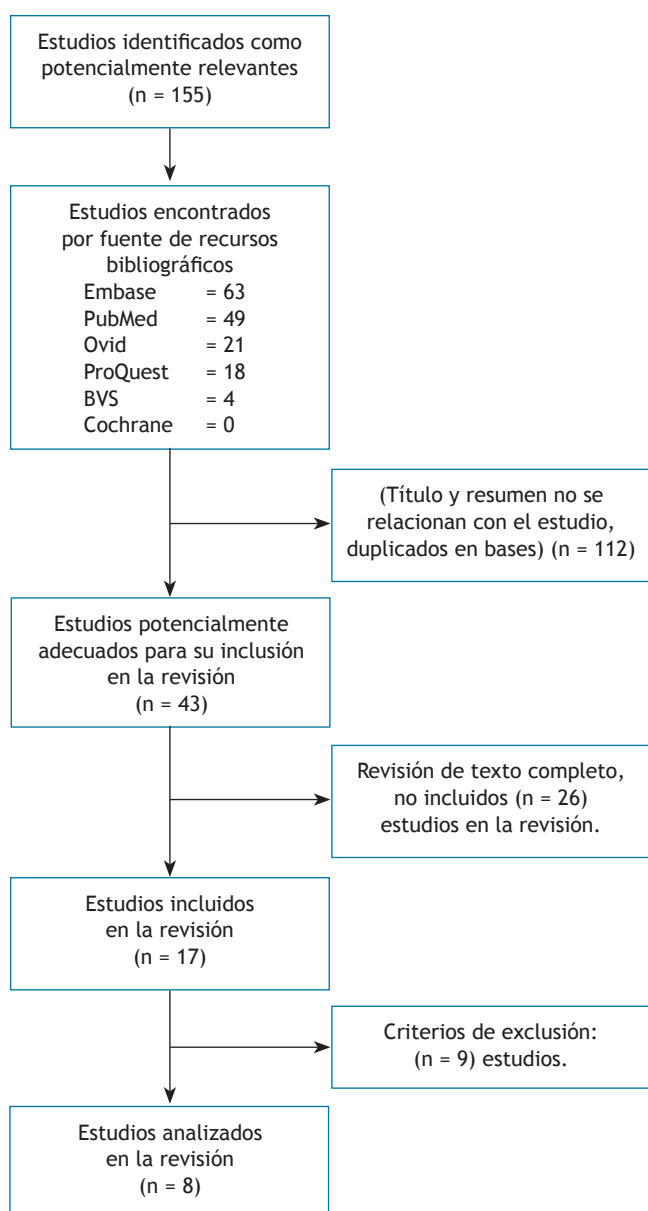 Estudios identificados como
potencialmente relevantes
(n = 155)
Estudios encontrados
por fuente de recursos
bibliográficos
Embase = 63
PubMed = 49
Ovid = 21
ProQuest = 18
BVS = 4
Cochrane = 0
(Título y resumen no se
relacionan con el estudio,
duplicados en bases) (n = 112)
Estudios potencialmente
adecuados para su inclusión
en la revisión
(n = 43)
Revisión de texto completo,
no incluidos (n = 26)
estudios en la revisión.
Estudios incluidos
en la revisión
(n = 17)
Criterios de exclusión:
(n = 9) estudios.
Estudios analizados
en la revisión
(n = 8)